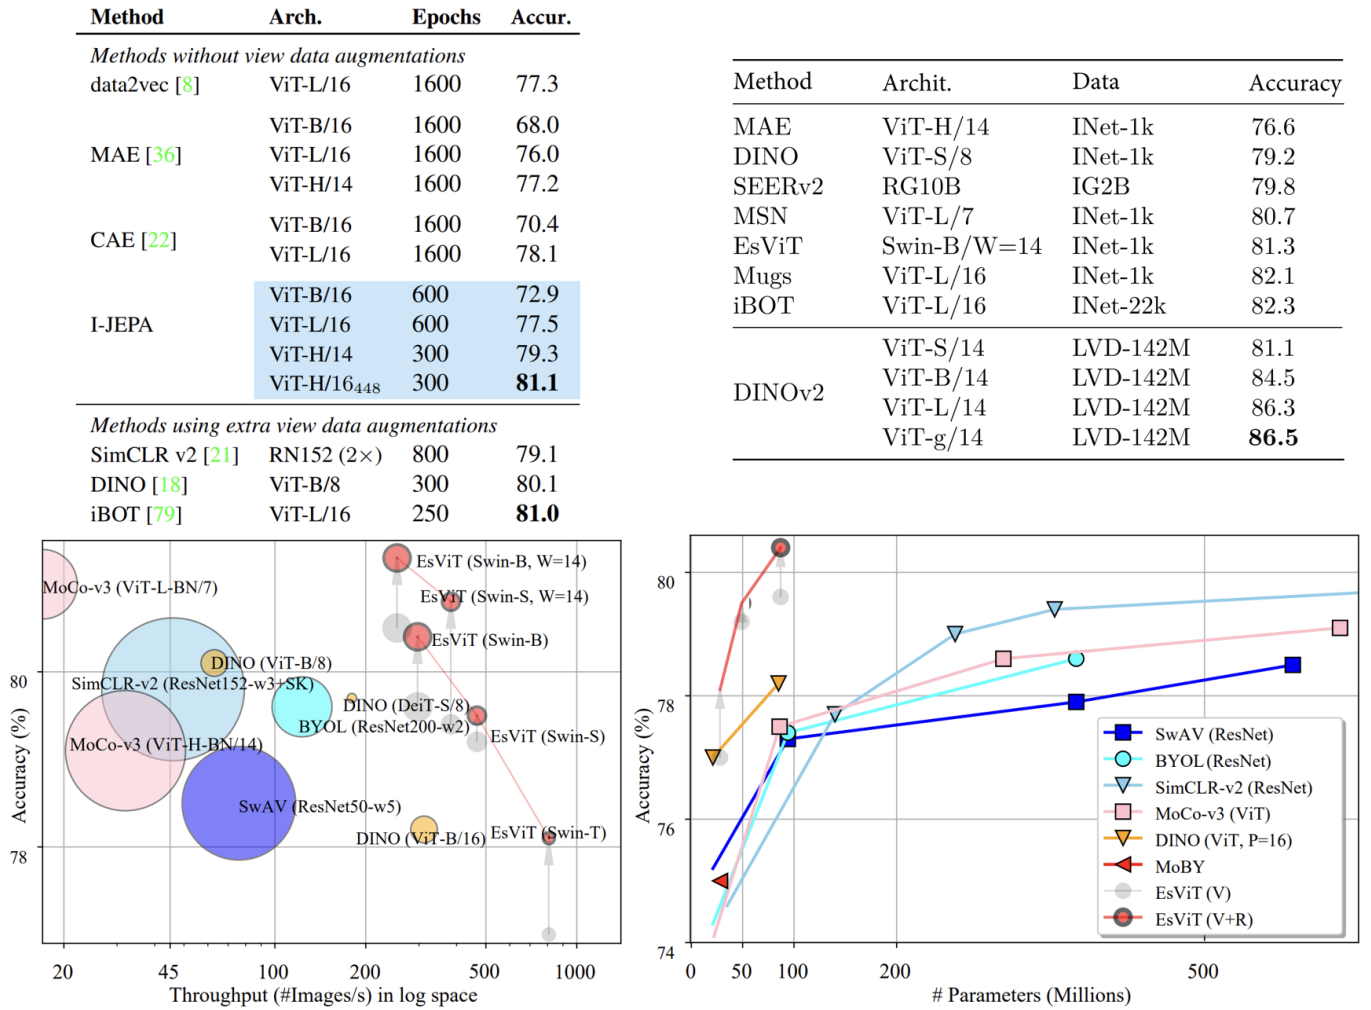 Method Arch. Epochs Accur.
Methods without view data augmentations
data2vec [8] ViT-L/16 1600 77.3
ViT-B/16 1600 68.0
MAE [36] ViT-L/16 1600 76.0
ViT-H/14 1600 77.2
ViT-B/16 1600 70.4
CAE [22]
ViT-L/16 1600 78.1
ViT-B/16 600 72.9
I-JEPA
ViT-L/16 600 77.5
ViT-H/14 300 79.3
ViT-H/16448 300 81.1
Methods using extra view data augmentations
SimCLR v2 [21] RN152 (2×) 800 79.1
DINO [18] ViT-B/8 300 80.1
iBOT [79] ViT-L/16 250 81.0
Method Archit. Data Accuracy
MAE ViT-H/14 INet-1k 76.6
DINO ViT-S/8 INet-1k 79.2
SEERv2 RG10B IG2B 79.8
MSN ViT-L/7 INet-1k 80.7
EsViT Swin-B/W=14 INet-1k 81.3
Mugs ViT-L/16 INet-1k 82.1
iBOT ViT-L/16 INet-22k 82.3
ViT-S/14 LVD-142M 81.1
ViT-B/14 LVD-142M 84.5
DINOv2
ViT-L/14 LVD-142M 86.3
ViT-g/14 LVD-142M 86.5
EsViT (Swin-B, W=14)
MoCo-v3 (ViT-L-BN/7)
EsViT (Swin-S, W=14)
EsViT (Swin-B)
DINO (ViT-B/8)
80
SimCLR-v2 (ResNet152-w3+SK)
DINO (DeiT-S/8)
BYOL (ResNet200-w2)
EsViT (Swin-S)
MoCo-v3 (ViT-H-BN/14)
SwAV (ResNet50-w5)
EsViT (Swin-T)
DINO (ViT-B/16)
78
Accuracy (%)
20 45 100 200 500 1000
Throughput (#Images/s) in log space
80
78
76
74
Accuracy (%)
SwAV (ResNet)
BYOL (ResNet)
SimCLR-v2 (ResNet)
MoCo-v3 (ViT)
DINO (ViT, P=16)
MoBY
EsViT (V)
EsViT (V+R)
0 50 100 200 500
# Parameters (Millions)